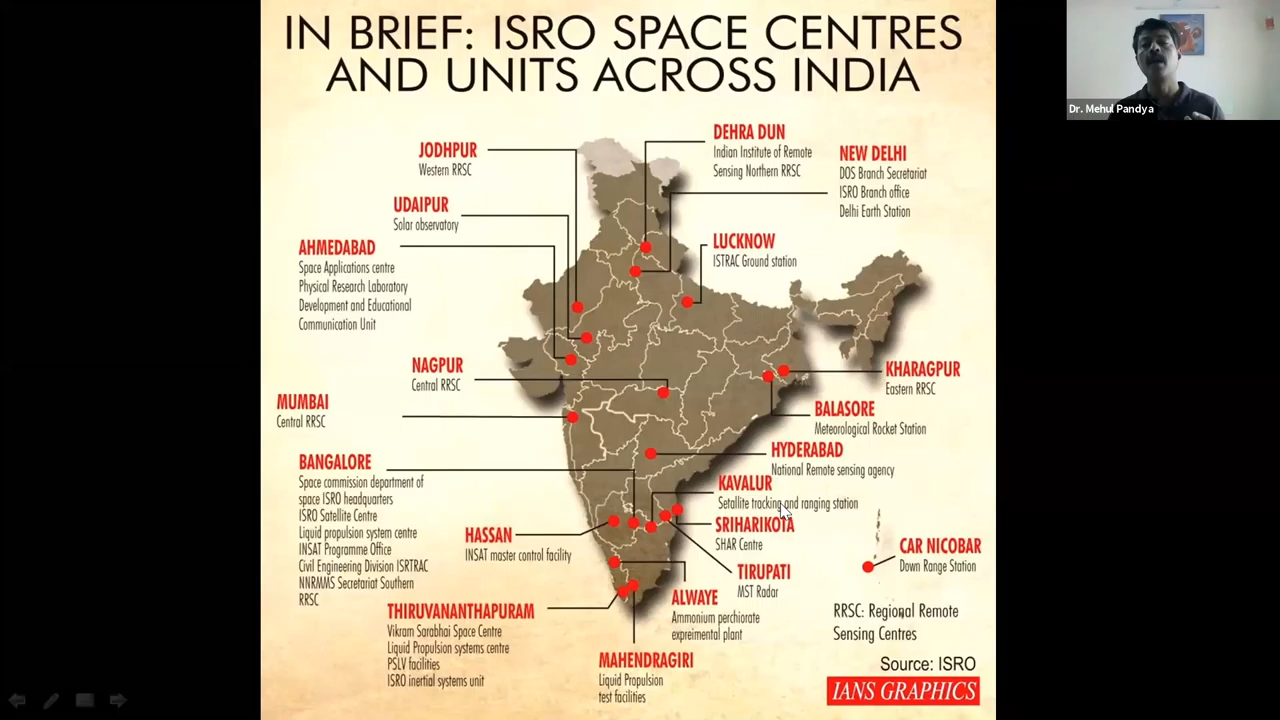 IN BRIEF: ISRO SPACE CENTRES
AND UNITS ACROSS INDIA
Dr. Mehul Pandya
JODHPUR
Western RRSC
UDAIPUR
Solar observatory
AHMEDABAD
Space Applications centre
Physical Research Laboratory
Development and Educational
Communication Unit
NAGPUR
Central RRSC
MUMBAI
Central RRSC
BANGALORE
Space commission department of
space ISRO headquarters
ISRO Satellite Centre
Liquid propulsion system centre
INSAT Programme Office
Civil Engineering Division ISRTRAC
NNRMMS Secretariat Southern
RRSC
HASSAN
INSAT master control facility
THIRUVANANTHAPURAM
Vikram Sarabhai Space Centre
Liquid Propulsion systems centre
PSLV facilities
ISRO inertial systems unit
MAHENDRAGIRI
Liquid Propulsion
test facilities
DEHRA DUN
Indian Institute of Remote
Sensing Northern RRSC
NEW DELHI
DOS Branch Secretariat
ISRO Branch office
Delhi Earth Station
LUCKNOW
ISTRAC Ground station
KHARAGPUR
Eastern RRSC
BALASORE
Meteorological Rocket Station
HYDERABAD
National Remote sensing agency
KAVALUR
Setallite tracking and ranging station
SRIHARIKOTA
SHAR Centre
TIRUPATI
MST Radar
ALWAYE
Ammonium perchiorate
expreimental plant
CAR NICOBAR
Down Range Station
RRSC: Regional Remote
Sensing Centres
Source: ISRO
IANS GRAPHICS